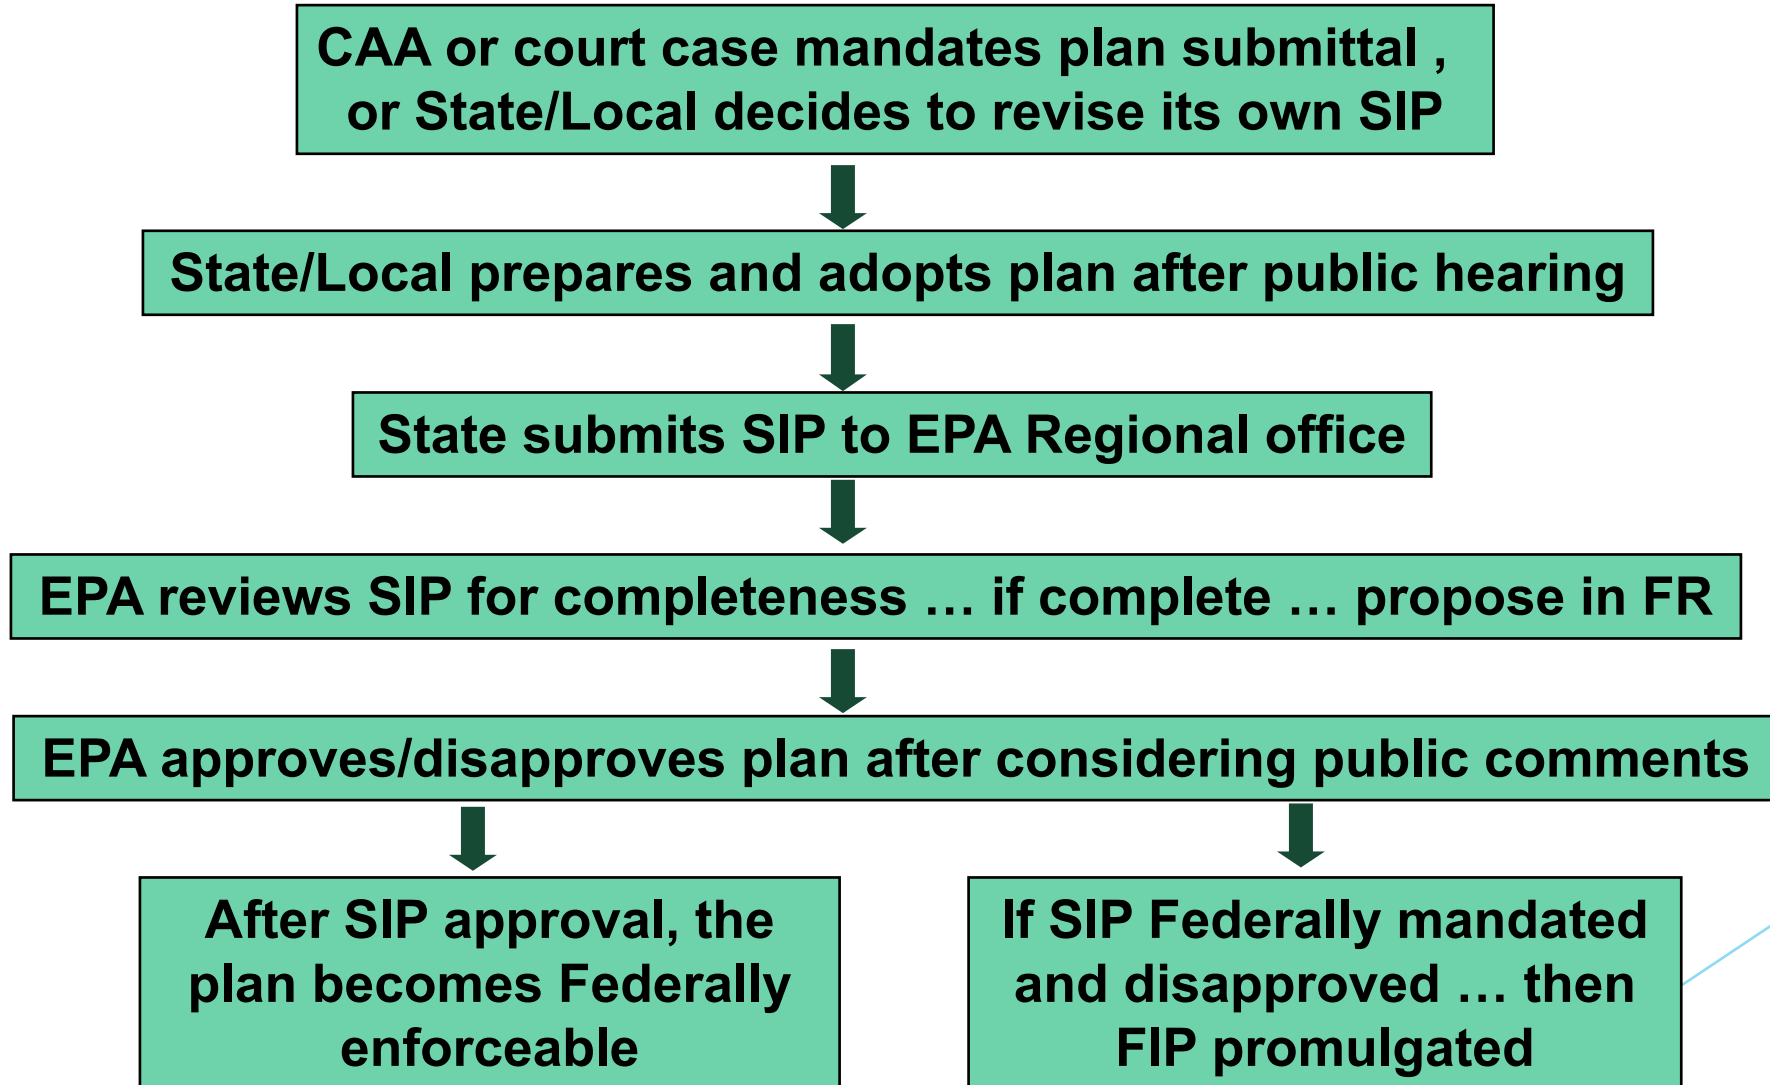 CAA or court case mandates plan submittal ,
or State/Local decides to revise its own SIP
State/Local prepares and adopts plan after public hearing
State submits SIP to EPA Regional office
EPA reviews SIP for completeness … if complete … propose in FR
EPA approves/disapproves plan after considering public comments
After SIP approval, the
plan becomes Federally
enforceable
If SIP Federally mandated
and disapproved … then
FIP promulgated